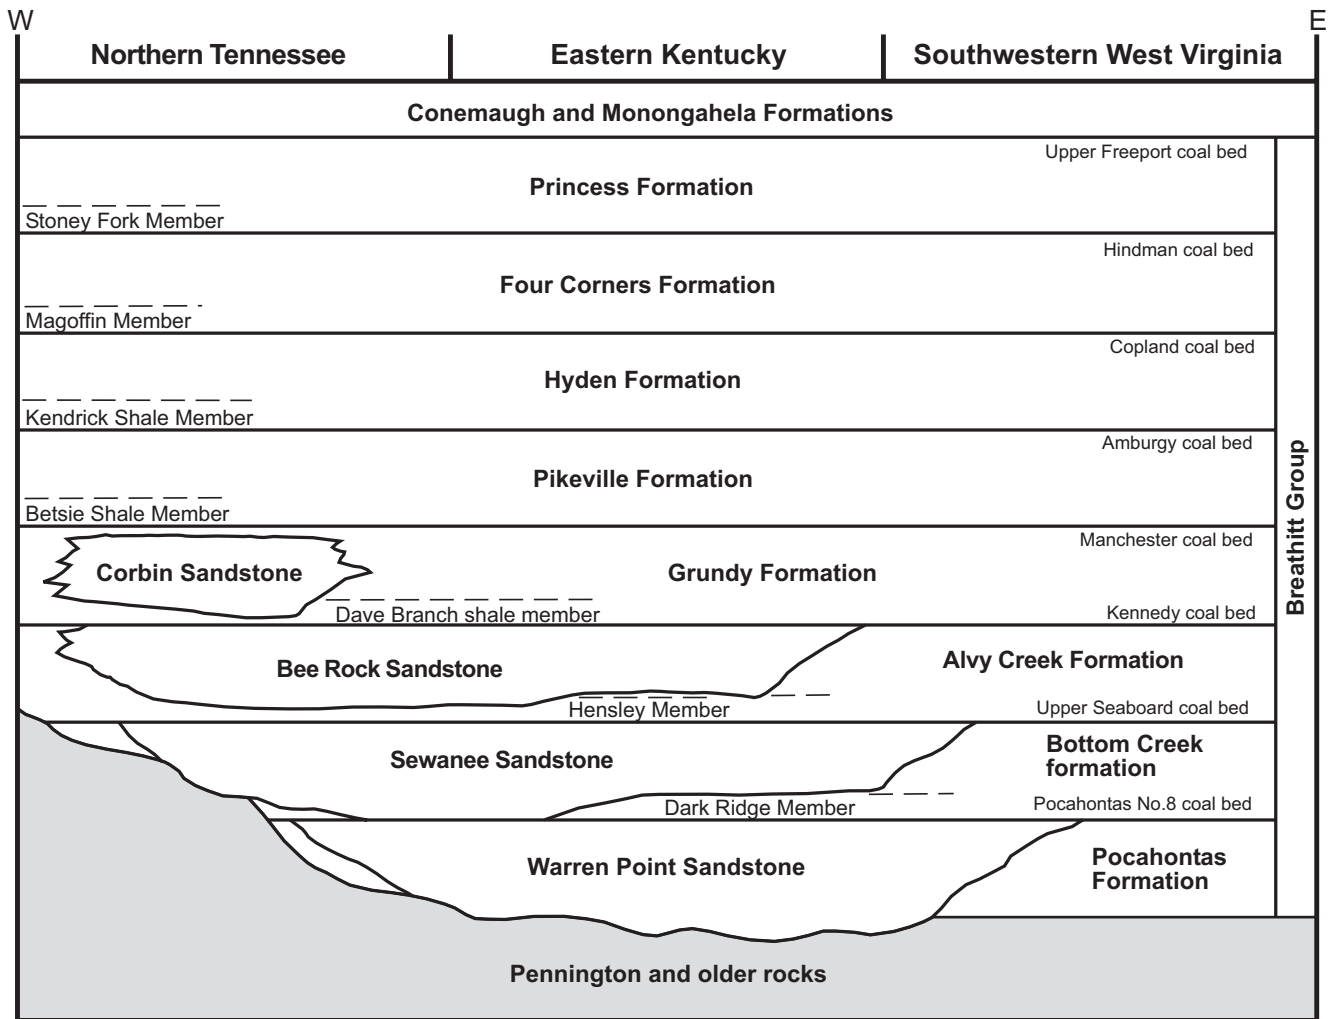 W
E
Northern Tennessee
Eastern Kentucky
Southwestern West Virginia
Conemaugh and Monongahela Formations
Upper Freeport coal bed
Princess Formation
Stoney Fork Member
Hindman coal bed
Four Corners Formation
Magoffin Member
Copland coal bed
Hyden Formation
Kendrick Shale Member
Amburgy coal bed
Pikeville Formation
Betsie Shale Member
Manchester coal bed
Corbin Sandstone
Grundy Formation
Dave Branch shale member
Kennedy coal bed
Bee Rock Sandstone
Alvy Creek Formation
Hensley Member
Upper Seaboard coal bed
Sewanee Sandstone
Bottom Creek
formation
Dark Ridge Member
Pocahontas No.8 coal bed
Warren Point Sandstone
Pocahontas
Formation
Breathitt Group
Pennington and older rocks